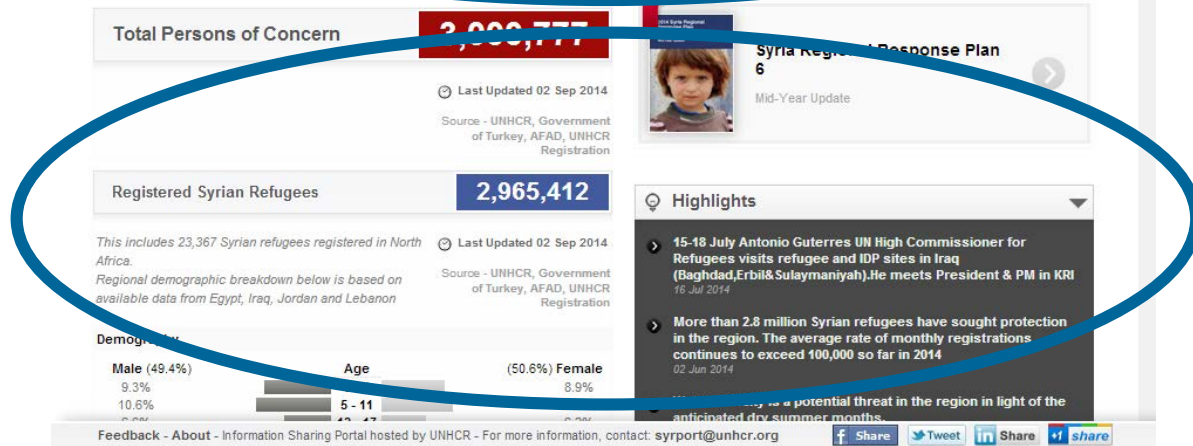 Total Persons of Concern
Last Updated 02 Sep 2014
Source - UNHCR, Government
of Turkey, AFAD, UNHCR
Registration
Registered Syrian Refugees
2,965,412
This includes 23,367 Syrian refugees registered in North
Africa.
Regional demographic breakdown below is based on
available data from Egypt, Iraq, Jordan and Lebanon
Last Updated 02 Sep 2014
Source - UNHCR, Government
of Turkey, AFAD, UNHCR
Registration
Male (49.4%)
Age
(50.6%) Female
9.3%
8.9%
10.6%
5 - 11
Syria Regional Response Plan
6
Mid-Year Update
Highlights
15-18 July Antonio Guterres UN High Commissioner for
Refugees visits refugee and IDP sites in Iraq
(Baghdad,Erbil&Sulaymaniyah).He meets President & PM in KRI
16 Jul 2014
More than 2.8 million Syrian refugees have sought protection
in the region. The average rate of monthly registrations
continues to exceed 100,000 so far in 2014
02 Jun 2014
is a potential threat in the region in light of the
anticipated dry summer months.
Feedback - About - Information Sharing Portal hosted by UNHCR - For more information, contact: syrport@unhcr.org
Share
Tweet
Share
+1 share